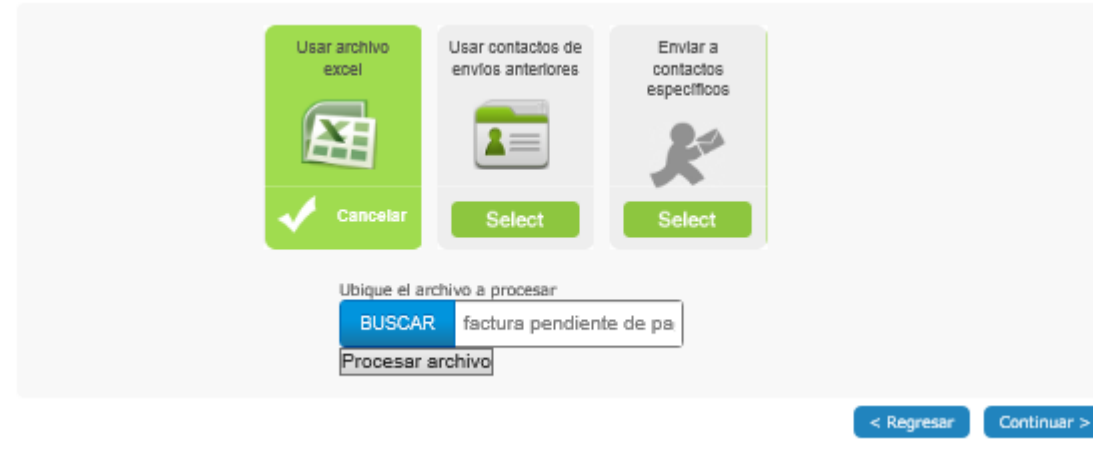 Usar archivo
excel
Usar contactos de
envíos anteriores
Enviar a
contactos
específicos
Cancelar
Select
Select
Ubique el archivo a procesar
BUSCAR factura pendiente de pa
Procesar archivo
< Regresar
Continuar >